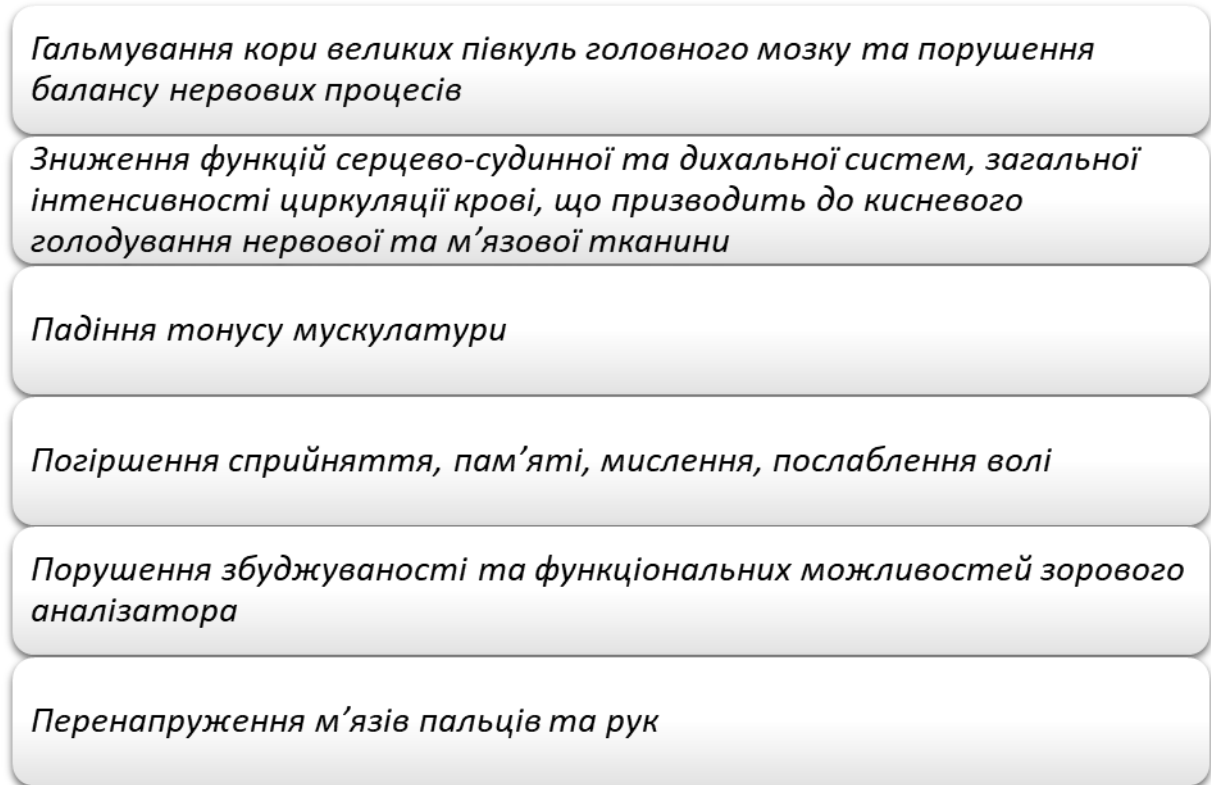 Гальмування кори великих півкуль головного мозку та порушення
балансу нервових процесів
Зниження функцій серцево-судинної та дихальної систем, загальної
інтенсивності циркуляції крові, що призводить до кисневого
голодування нервової та м’язової тканини
Падіння тонусу мускулатури
Погіршення сприйняття, пам’яті, мислення, послаблення волі
Порушення збуджуваності та функціональних можливостей зорового
аналізатора
Перенапруження м’язів пальців та рук